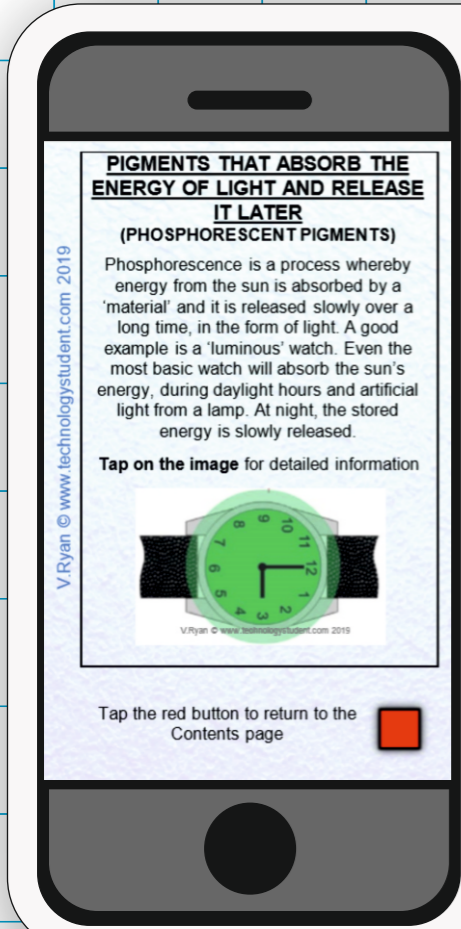 PIGMENTS THAT ABSORB THE
ENERGY OF LIGHT AND RELEASE
IT LATER
(PHOSPHORESCENT PIGMENTS)
Phosphorescence is a process whereby
energy from the sun is absorbed by a
‘material’ and it is released slowly over a
long time, in the form of light. A good
example is a ‘luminous’ watch. Even the
most basic watch will absorb the sun’s
energy, during daylight hours and artificial
light from a lamp. At night, the stored
energy is slowly released.
Tap on the image for detailed information
9
10
11
12
1
2
3
4
5
6
7
8
V.Ryan © www.technologystudent.com 2019
Tap the red button to return to the
Contents page
V.Ryan © www.technologystudent.com 2019